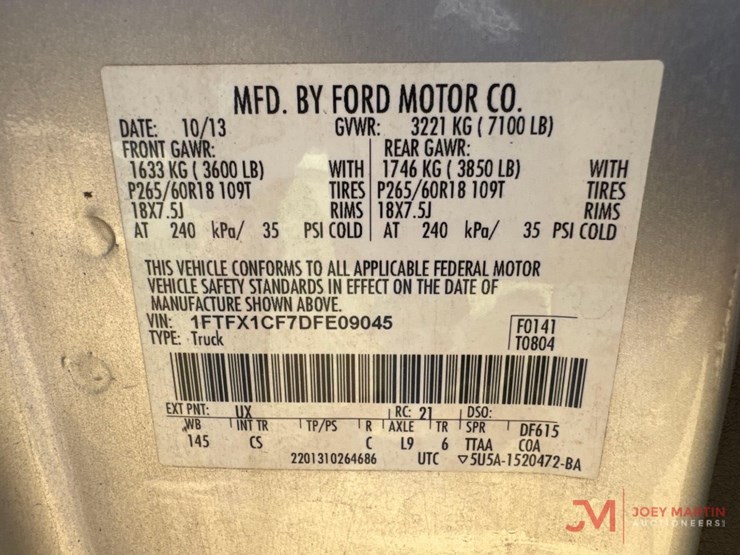 MFD. BY FORD MOTOR CO.
DATE: 10/13 GVWR: 3221 KG ( 7100 LB)
FRONT GAWR: REAR GAWR:
1633 KG ( 3600 LB) WITH 1746 KG ( 3850 LB) WITH
P265/60R18 109T TIRES P265/60R18 109T TIRES
18X7.5J RIMS 18X7.5J RIMS
AT 240 kPa/ 35 PSI COLD AT 240 kPa/ 35 PSI COLD
THIS VEHICLE CONFORMS TO ALL APPLICABLE FEDERAL MOTOR
VEHICLE SAFETY STANDARDS IN EFFECT ON THE DATE OF
MANUFACTURE SHOWN ABOVE.
VIN: 1FTFX1CF7DFE09045 F0141
TYPE: Truck T0804
EXT PNT: UX RC: 21 DSO:
WB INT TR TP/PS R AXLE TR SPR DF615
145 CS C L9 6 TTAA COA
2201310264686 UTC ▽5U5A-1520472-BA
JM JOEY MARTIN
AUCTIONEERS